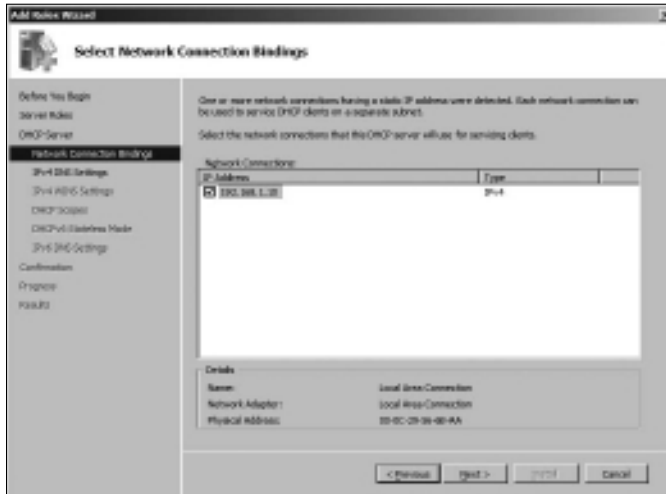 Add Roles Wizard
Select Network Connection Bindings
Before You Begin
Server Roles
DHCP Server
Network Connection Bindings
IPv4 DNS Settings
IPv4 WINS Settings
DHCP Scopes
DHCPv6 Stateless Mode
IPv6 DNS Settings
Confirmation
Progress
Results
One or more network connections having a static IP address were detected. Each network connection can
be used to service DHCP clients on a separate subnet.
Select the network connections that this DHCP server will use for servicing clients.
Network Connections:
IP Address Type
192.168.1.10 IPv4
Details
Name: Local Area Connection
Network Adapter: Local Area Connection
Physical Address:
< Previous Next > Install Cancel